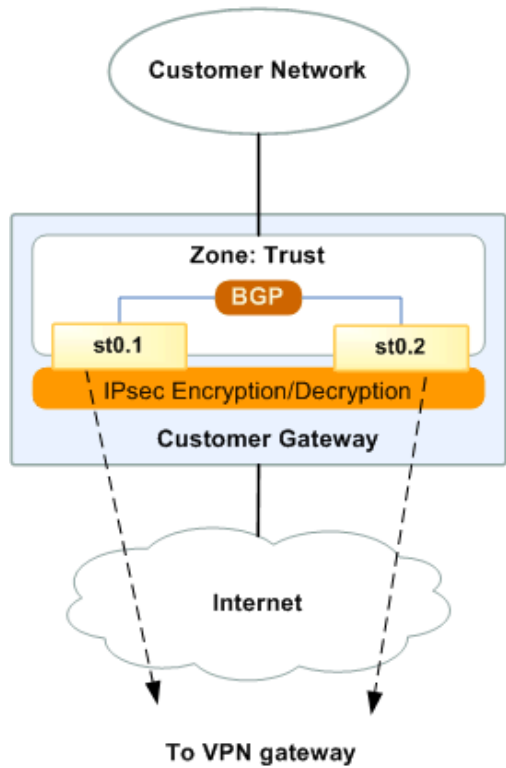 Customer Network
Zone: Trust
BGP
st0.1
st0.2
IPsec Encryption/Decryption
Customer Gateway
Internet
To VPN gateway